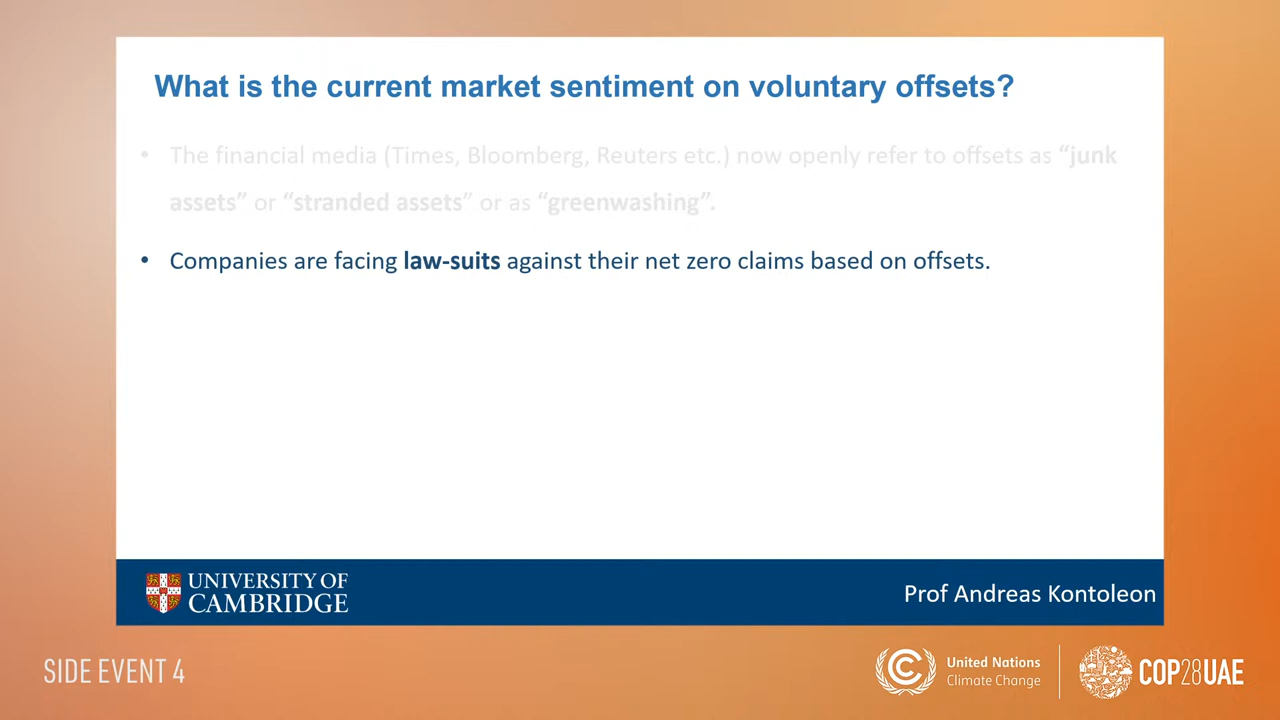 What is the current market sentiment on voluntary offsets?
• The financial media (Times, Bloomberg, Reuters etc.) now openly refer to offsets as “junk
assets” or “stranded assets” or as “greenwashing”.
• Companies are facing law-suits against their net zero claims based on offsets.
UNIVERSITY OF
CAMBRIDGE
Prof Andreas Kontoleon
SIDE EVENT 4
United Nations
Climate Change
COP28UAE